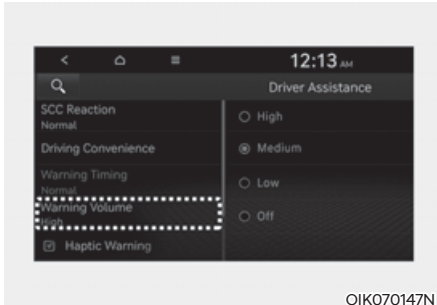 12:13 AM
Driver Assistance
SCC Reaction
Normal
Driving Convenience
Warning Timing
Normal
Warning Volume
High
Haptic Warning
High
Medium
Low
Off
OIK070147N